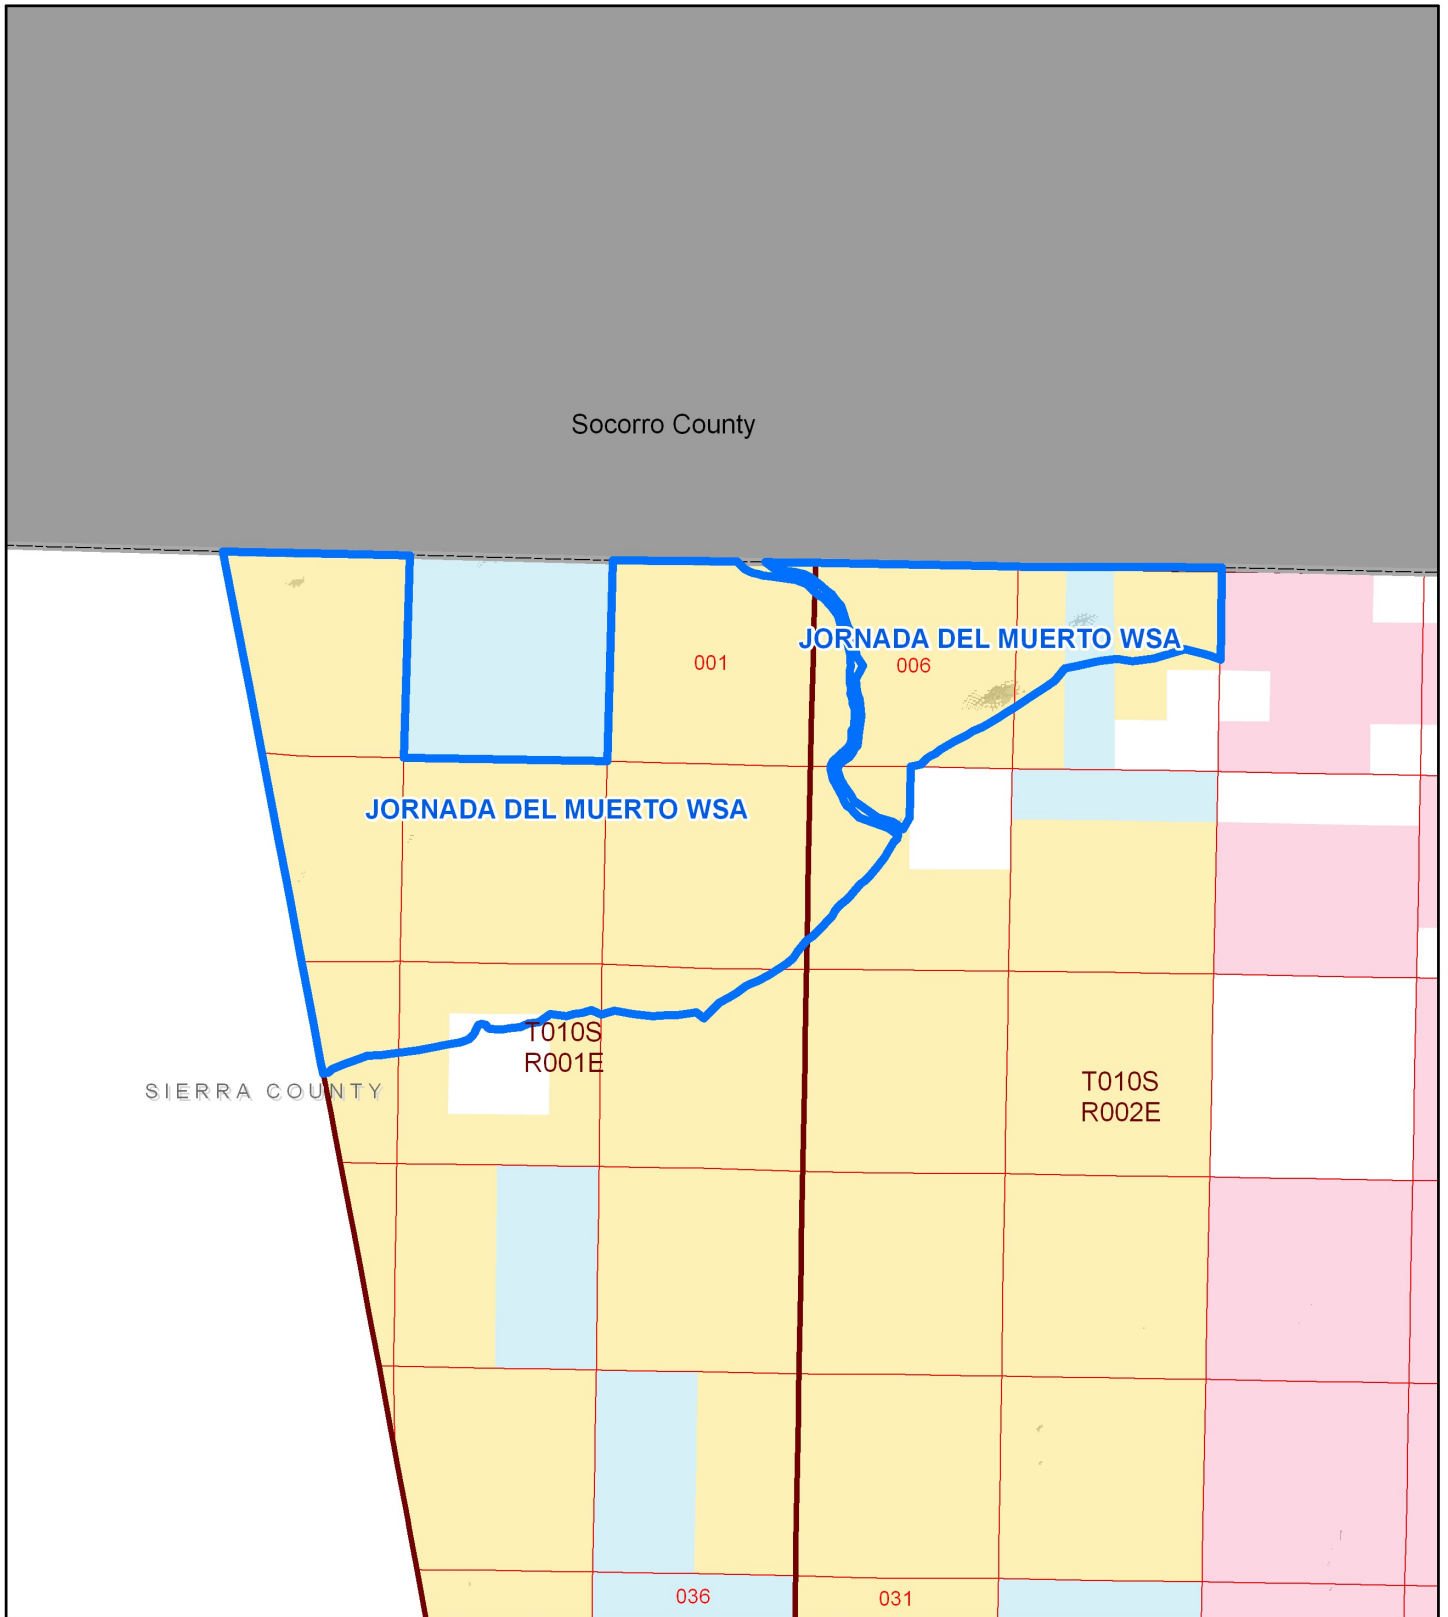 Socorro County
JORNADA DEL MUERTO WSA
001
006
JORNADA DEL MUERTO WSA
T010S
R001E
T010S
R002E
SIERRA COUNTY
036
031